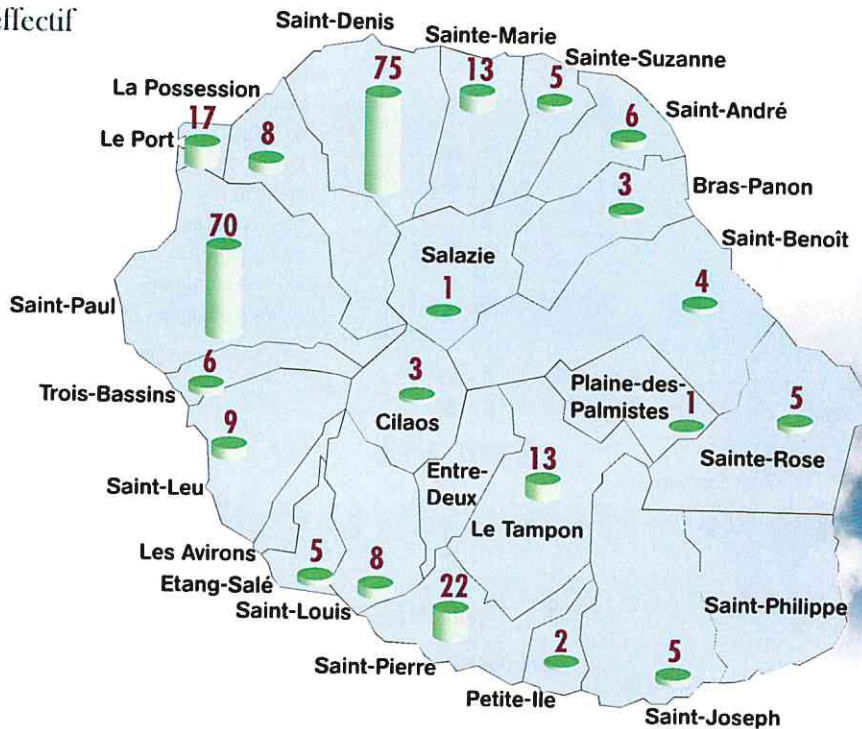 effectif
Saint-Denis
75
Sainte-Marie
13
Sainte-Suzanne
5
La Possession
8
Le Port
17
Saint-André
6
Bras-Panon
3
Saint-Benoît
4
Salazie
1
Saint-Paul
70
Trois-Bassins
6
Cilaos
3
Plaine-des-
Palmistes
1
Sainte-Rose
5
Saint-Leu
9
Entre-
Deux
13
Le Tampon
Les Avirons
Etang-Salé
5
Saint-Louis
8
22
Saint-Pierre
2
Petite-Ile
5
Saint-Joseph
Saint-Philippe